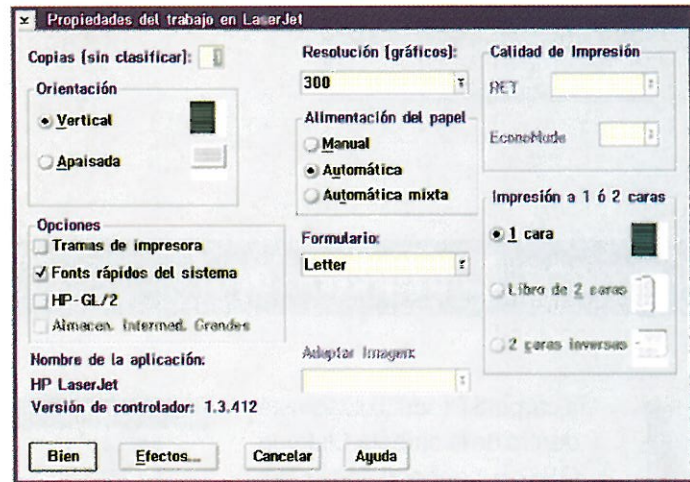 Propiedades del trabajo en LaserJet
Copias (sin clasificar):
Orientación
Vertical
Apaisada
Opciones
Tramas de impresora
Fonts rápidos del sistema
HP-GL/2
Almacen. Intermed. Grandes
Nombre de la aplicación:
HP LaserJet
Versión de controlador: 1.3.412
Resolución (gráficos):
300
Alimentación del papel
Manual
Automática
Automática mixta
Formulario:
Letter
Adaptar Imagen:
Calidad de Impresión
RET
EconoMode
Impresión a 1 ó 2 caras
1 cara
Libro de 2 caras
2 caras inversas
Bien
Efectos...
Cancelar
Ayuda